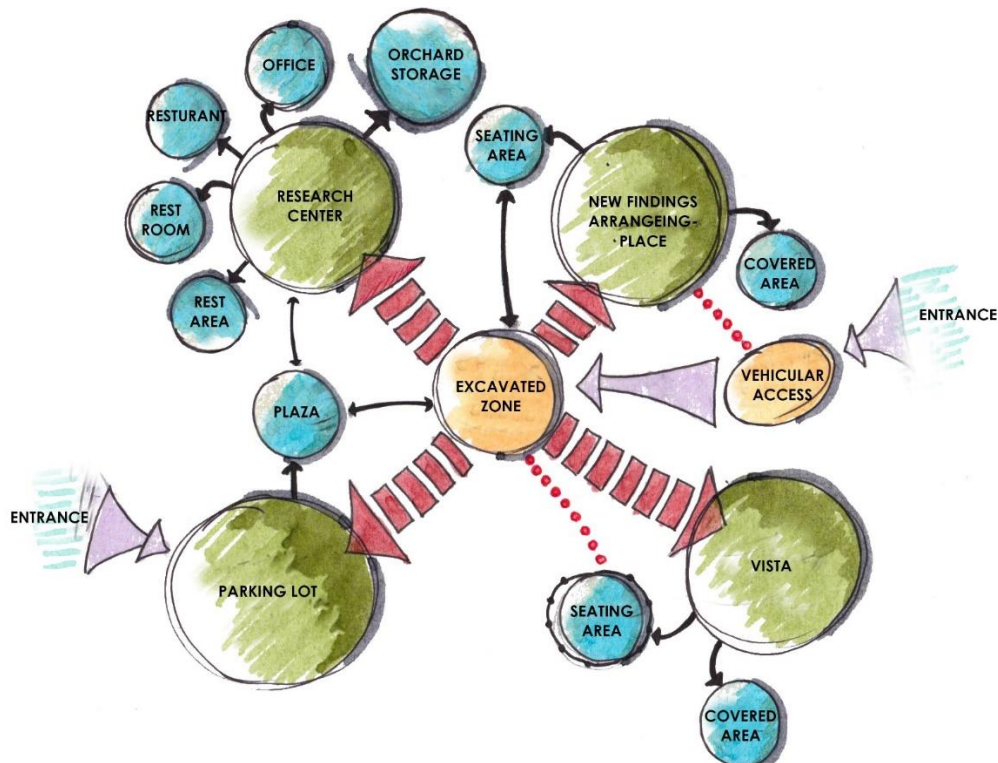 OFFICE
ORCHARD
STORAGE
RESTURANT
SEATING
AREA
RESEARCH
CENTER
NEW FINDINGS
ARRANGEING-
PLACE
REST
ROOM
COVERED
AREA
REST
AREA
ENTRANCE
EXCAVATED
ZONE
VEHICULAR
ACCESS
PLAZA
ENTRANCE
PARKING LOT
VISTA
SEATING
AREA
COVERED
AREA